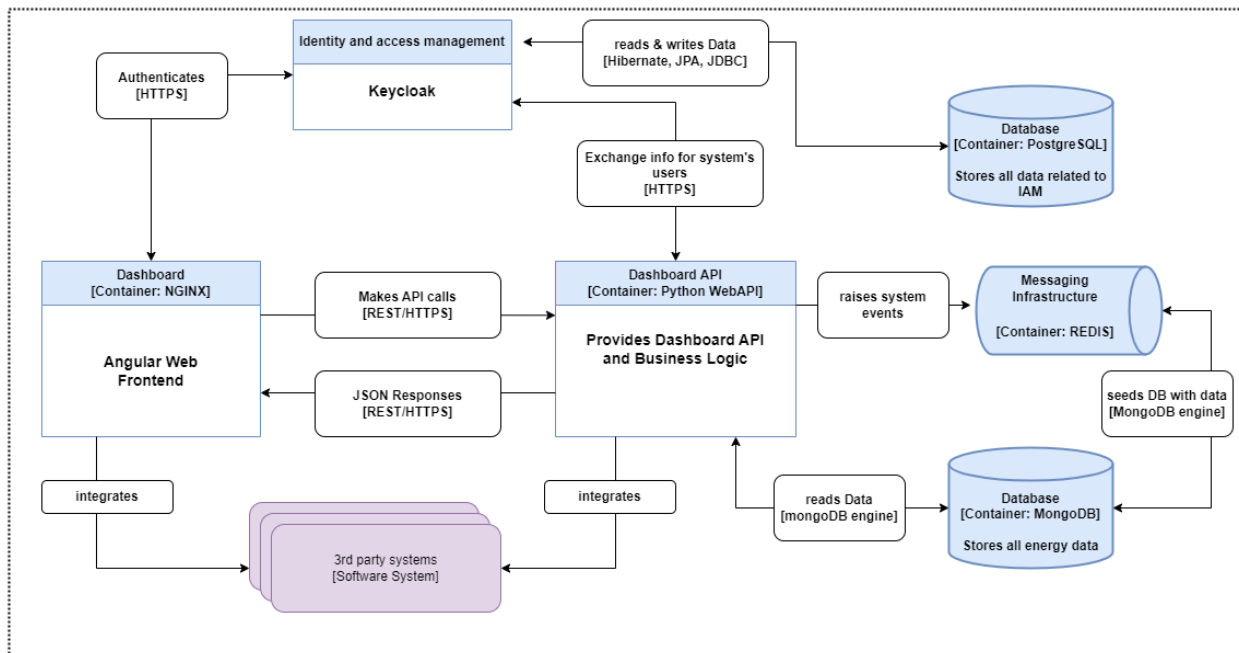 Identity and access management
Keycloak
reads & writes Data
[Hibernate, JPA, JDBC]
Authenticates
[HTTPS]
Database
[Container: PostgreSQL]
Stores all data related to
IAM
Exchange info for system's
users
[HTTPS]
Dashboard
[Container: NGINX]
Angular Web
Frontend
Makes API calls
[REST/HTTPS]
JSON Responses
[REST/HTTPS]
Dashboard API
[Container: Python WebAPI]
Provides Dashboard API
and Business Logic
raises system
events
Messaging
Infrastructure
[Container: REDIS]
seeds DB with data
[MongoDB engine]
integrates
integrates
reads Data
[mongoDB engine]
Database
[Container: MongoDB]
Stores all energy data
3rd party systems
[Software System]